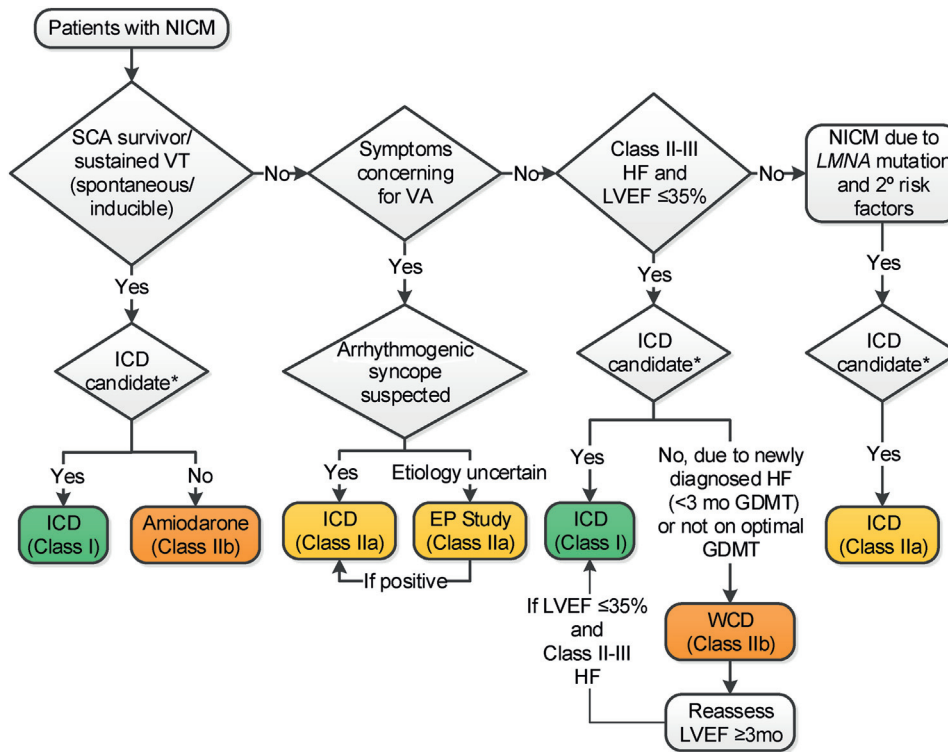 Patients with NICM
SCA survivor/
sustained VT
(spontaneous/
inducible)
No
Symptoms
concerning
for VA
No
Class II-III
HF and
LVEF ≤35%
No
NICM due to
LMNA mutation
and 2º risk
factors
Yes
Yes
Yes
Yes
ICD
candidate*
Arrhythmogenic
syncope
suspected
ICD
candidate*
ICD
candidate*
Yes
No
Yes
Etiology uncertain
Yes
No, due to newly
diagnosed HF
(<3 mo GDMT)
or not on optimal
GDMT
Yes
ICD
(Class I)
Amiodarone
(Class IIb)
ICD
(Class IIa)
EP Study
(Class IIa)
ICD
(Class I)
ICD
(Class IIa)
If positive
If LVEF ≤35%
and
Class II-III
HF
WCD
(Class IIb)
Reassess
LVEF ≥3mo